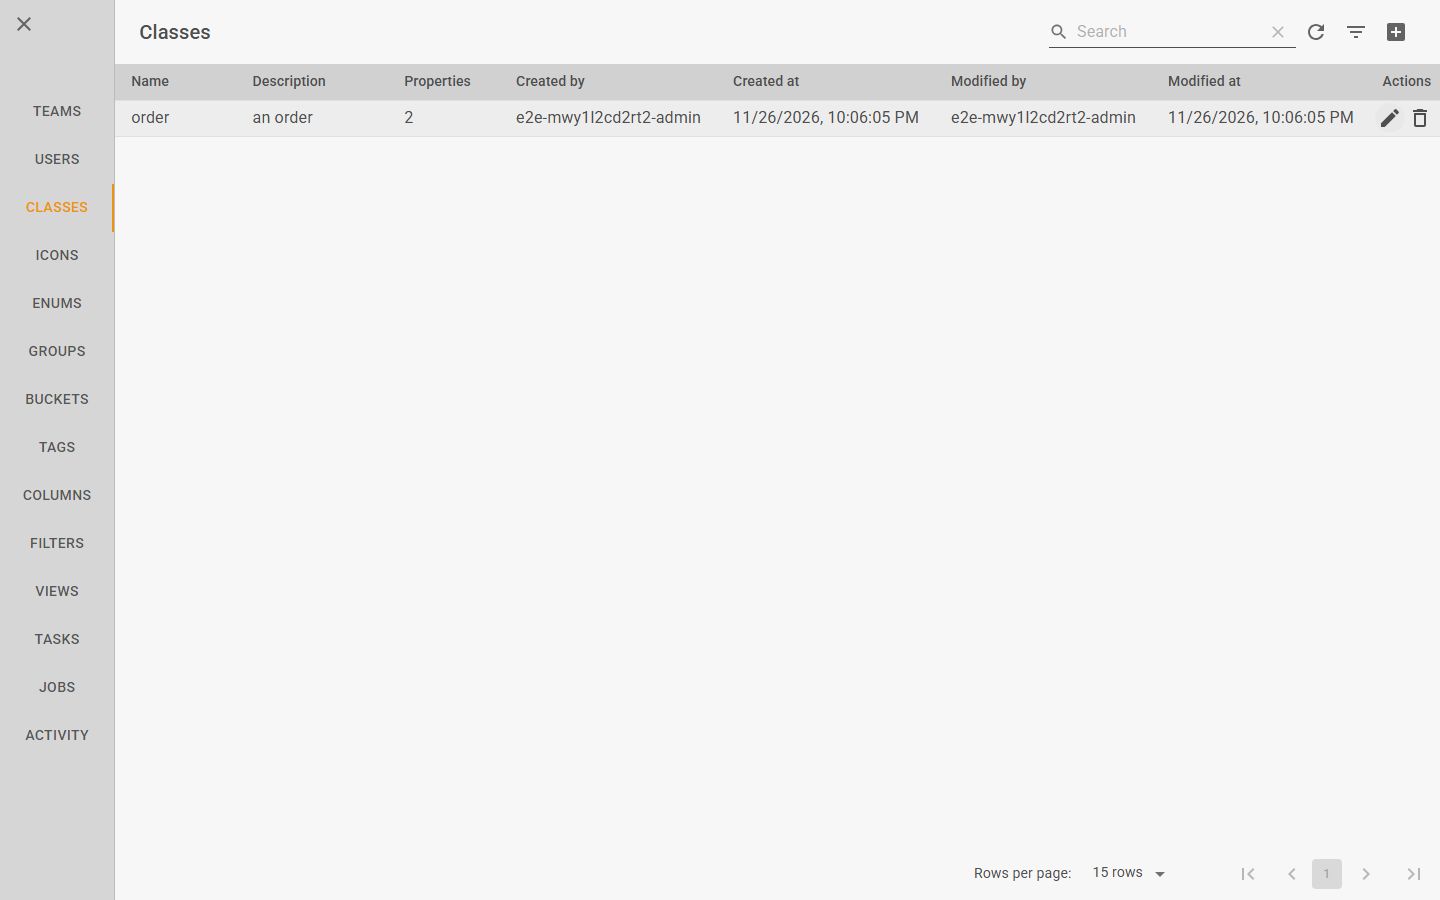 Classes
Search
TEAMS
USERS
CLASSES
ICONS
ENUMS
GROUPS
BUCKETS
TAGS
COLUMNS
FILTERS
VIEWS
TASKS
JOBS
ACTIVITY
Name Description Properties Created by Created at Modified by Modified at Actions
order an order 2 e2e-mwy1l2cd2rt2-admin 11/26/2026, 10:06:05 PM e2e-mwy1l2cd2rt2-admin 11/26/2026, 10:06:05 PM
Rows per page: 15 rows 1